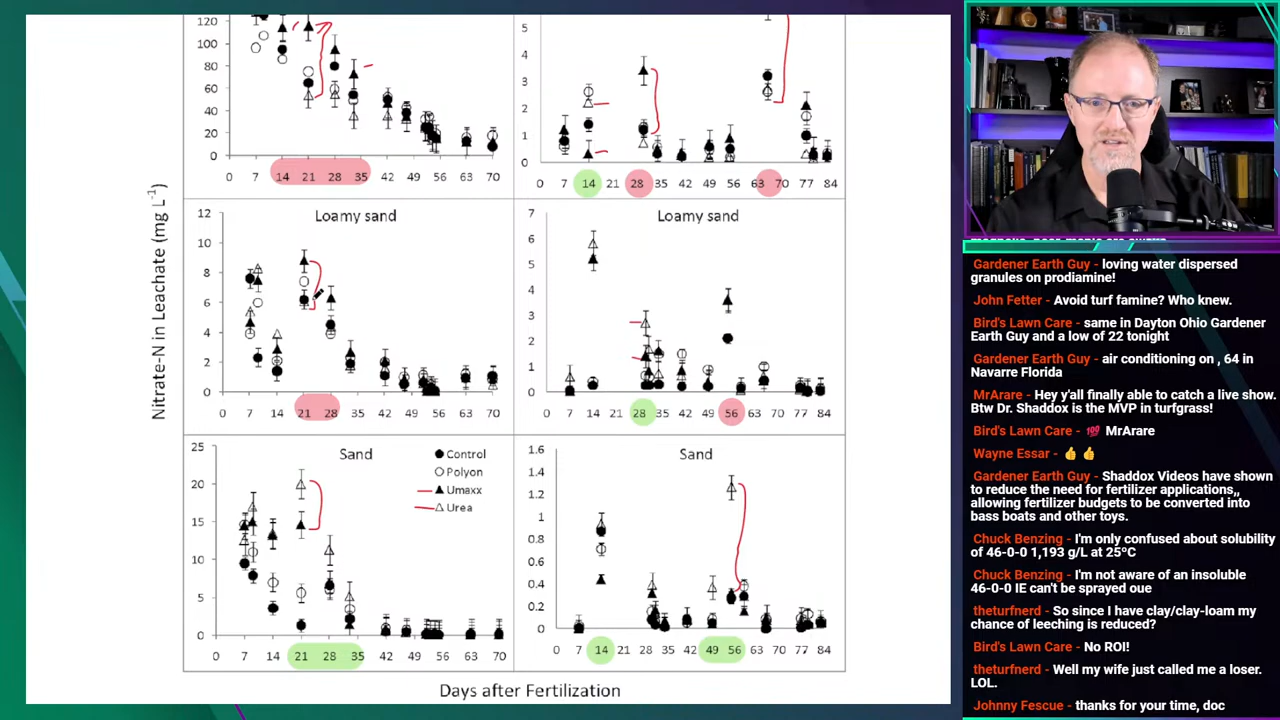 120
100
80
60
40
20
0
0 7 14 21 28 35 42 49 56 63 70
5
4
3
2
1
0
0 7 14 21 28 35 42 49 56 63 70 77 84
Nitrate-N in Leachate (mg L-1)
Loamy sand
12
10
8
6
4
2
0
0 7 14 21 28 35 42 49 56 63 70
Loamy sand
7
6
5
4
3
2
1
0
0 7 14 21 28 35 42 49 56 63 70 77 84
Sand
25
20
15
10
5
0
Control
Polyon
Umaxx
Urea
0 7 14 21 28 35 42 49 56 63 70
Sand
1.6
1.4
1.2
1
0.8
0.6
0.4
0.2
0
0 7 14 21 28 35 42 49 56 63 70 77 84
Days after Fertilization
Gardener Earth Guy - loving water dispersed
granules on prodiamine!
John Fetter - Avoid turf famine? Who knew.
Bird's Lawn Care - same in Dayton Ohio Gardener
Earth Guy and a low of 22 tonight
Gardener Earth Guy - air conditioning on , 64 in
Navarre Florida
MrArare - Hey y'all finally able to catch a live show.
Btw Dr. Shaddox is the MVP in turfgrass!
Bird's Lawn Care - 💯 MrArare
Wayne Essar - 👍 👍
Gardener Earth Guy - Shaddox Videos have shown
to reduce the need for fertilizer applications,,
allowing fertilizer budgets to be converted into
bass boats and other toys.
Chuck Benzing - I'm only confused about solubility
of 46-0-0 1,193 g/L at 25ºC
Chuck Benzing - I'm not aware of an insoluble
46-0-0 IE can't be sprayed oue
theturfnerd - So since I have clay/clay-loam my
chance of leeching is reduced?
Bird's Lawn Care - No ROI!
theturfnerd - Well my wife just called me a loser.
LOL.
Johnny Fescue - thanks for your time, doc